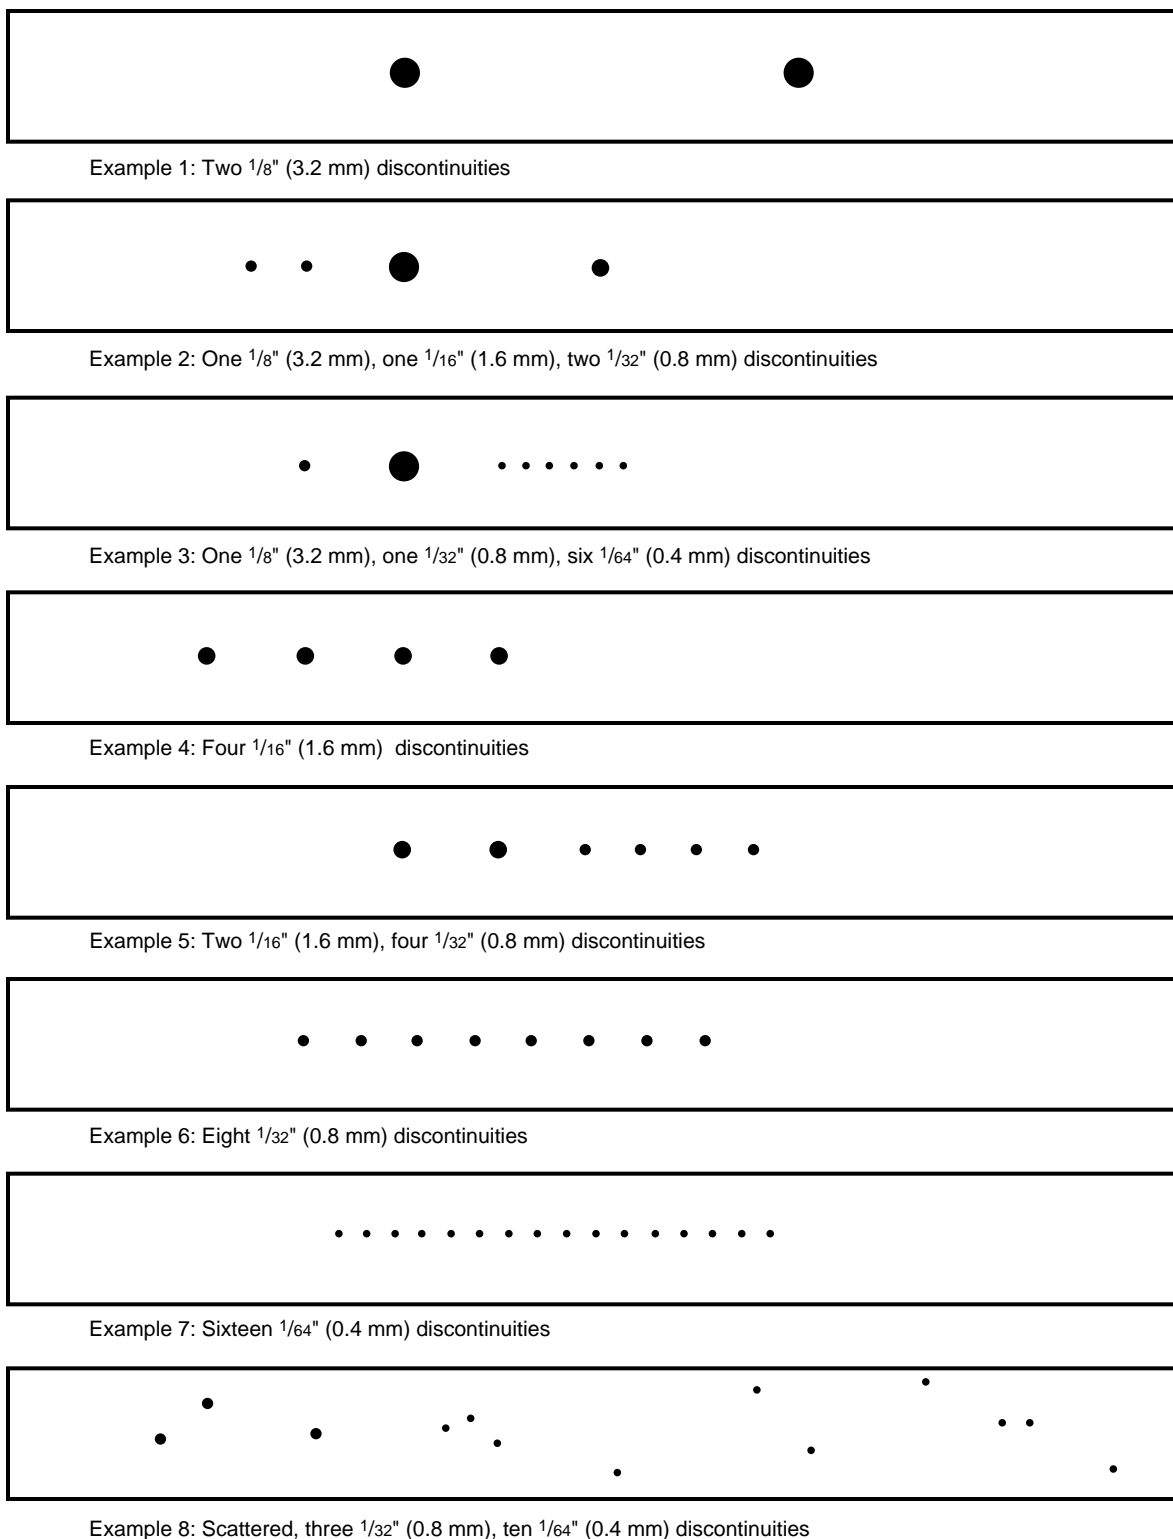 Example 1: Two 1/8" (3.2 mm) discontinuities
Example 2: One 1/8" (3.2 mm), one 1/16" (1.6 mm), two 1/32" (0.8 mm) discontinuities
Example 3: One 1/8" (3.2 mm), one 1/32" (0.8 mm), six 1/64" (0.4 mm) discontinuities
Example 4: Four 1/16" (1.6 mm)  discontinuities
Example 5: Two 1/16" (1.6 mm), four 1/32" (0.8 mm) discontinuities
Example 6: Eight 1/32" (0.8 mm) discontinuities
Example 7: Sixteen 1/64" (0.4 mm) discontinuities
Example 8: Scattered, three 1/32" (0.8 mm), ten 1/64" (0.4 mm) discontinuities